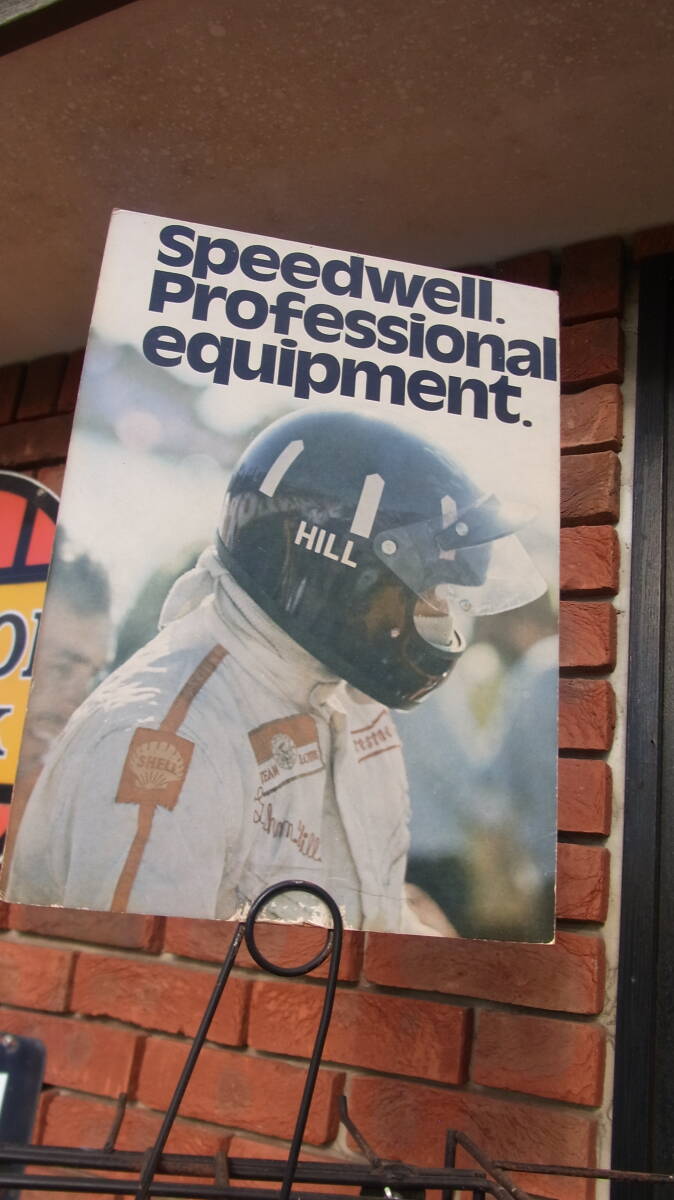 Speedwell.
Professional
equipment.
HILL
SHELL
TEAM LOTUS